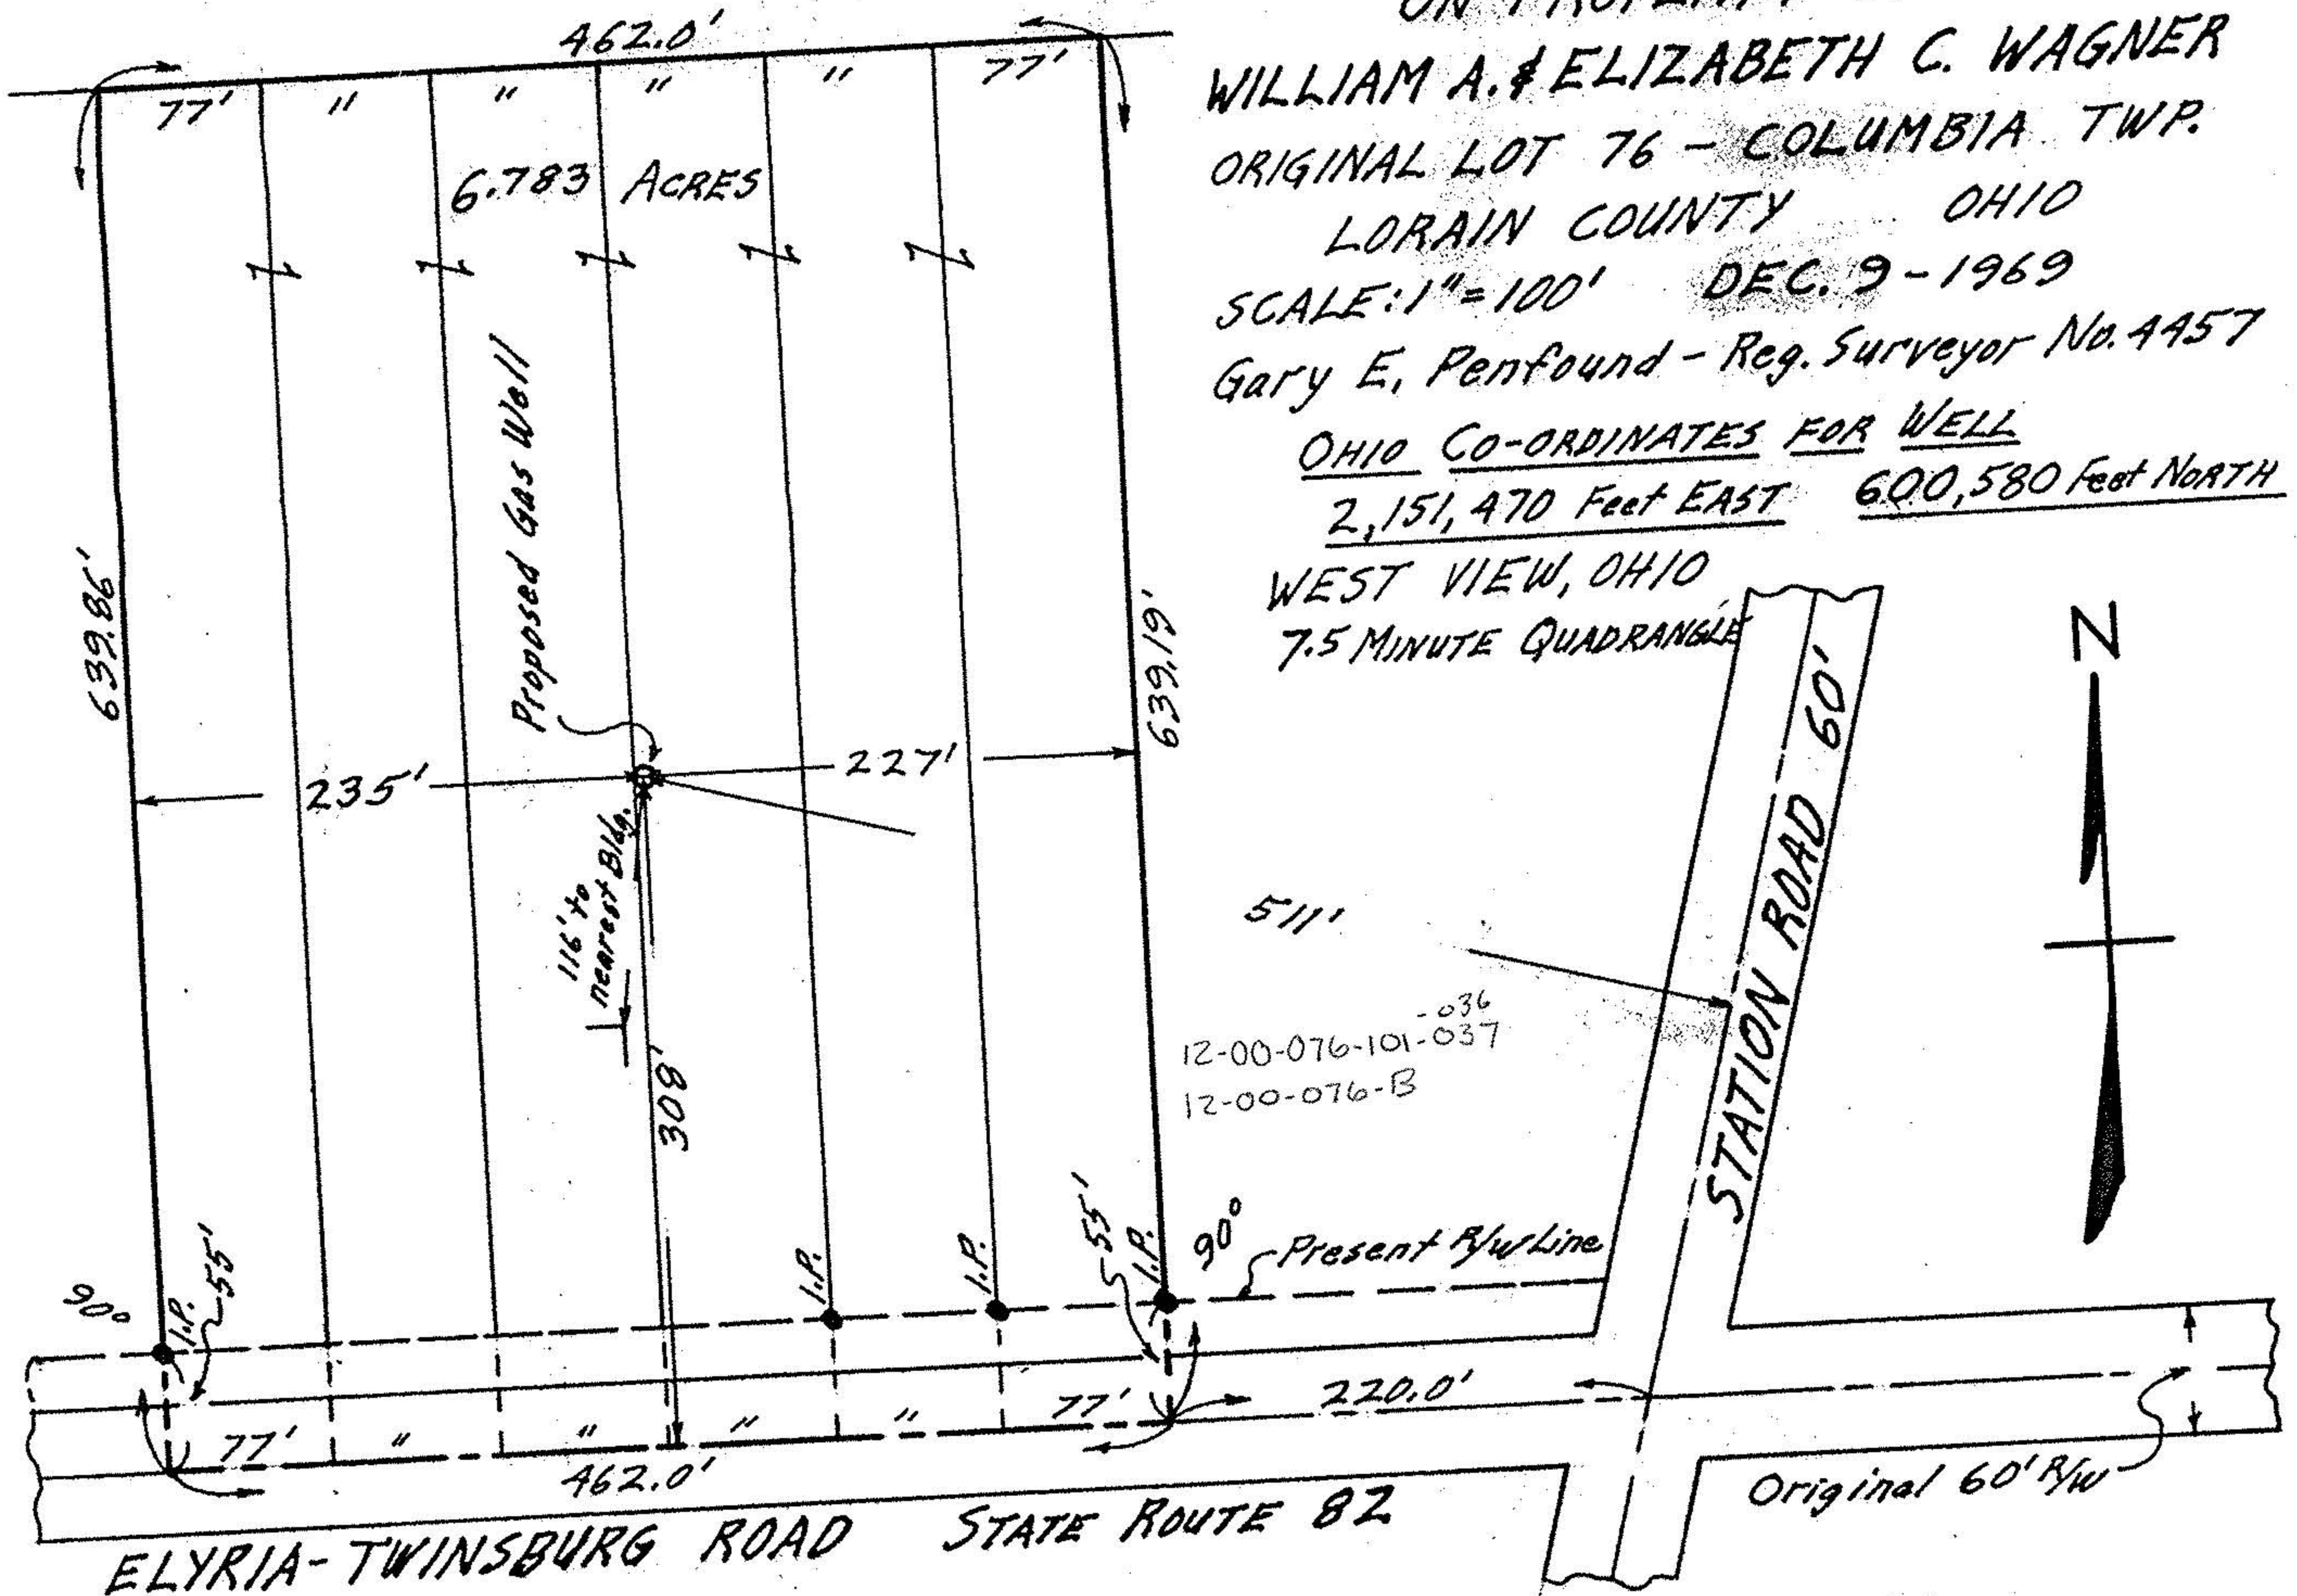 WILLIAM A. & ELIZABETH C. WAGNER
ORIGINAL LOT 76 - COLUMBIA TWP.
LORAIN COUNTY OHIO
SCALE: 1" = 100' DEC. 9 - 1969
Gary E. Penfound - Reg. Surveyor No. 4457
OHIO CO-ORDINATES FOR WELL
2,151,470 Feet EAST 600,580 Feet NORTH
WEST VIEW, OHIO
7.5 MINUTE QUADRANGLE
462.0'
77' " " " " 77'
6.783 ACRES
Proposed Gas Well
639.86'
639.19'
235'
227'
116' to
nearest Bldg.
308'
511'
N
STATION ROAD 60'
-036
12-00-076-101-037
12-00-076-B
90°
I.P.
55'
I.P.
I.P.
55'
I.P.
90°
Present R/W Line
77' " " " " 77'
220.0'
462.0'
Original 60' R/W
ELYRIA-TWINSBURG ROAD STATE ROUTE 82